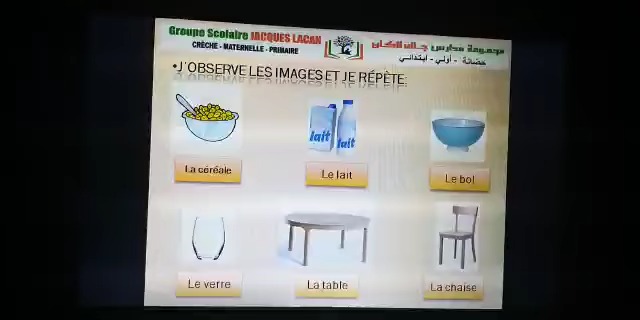 Groupe Scolaire JACQUES LACAN
CRÈCHE - MATERNELLE - PRIMAIRE
مجموعة مدارس جاك لاكان
حضانة - أولي - ابتدائي
•J'OBSERVE LES IMAGES ET JE RÉPÈTE:
lait lait
La céréale Le lait Le bol
Le verre La table La chaise